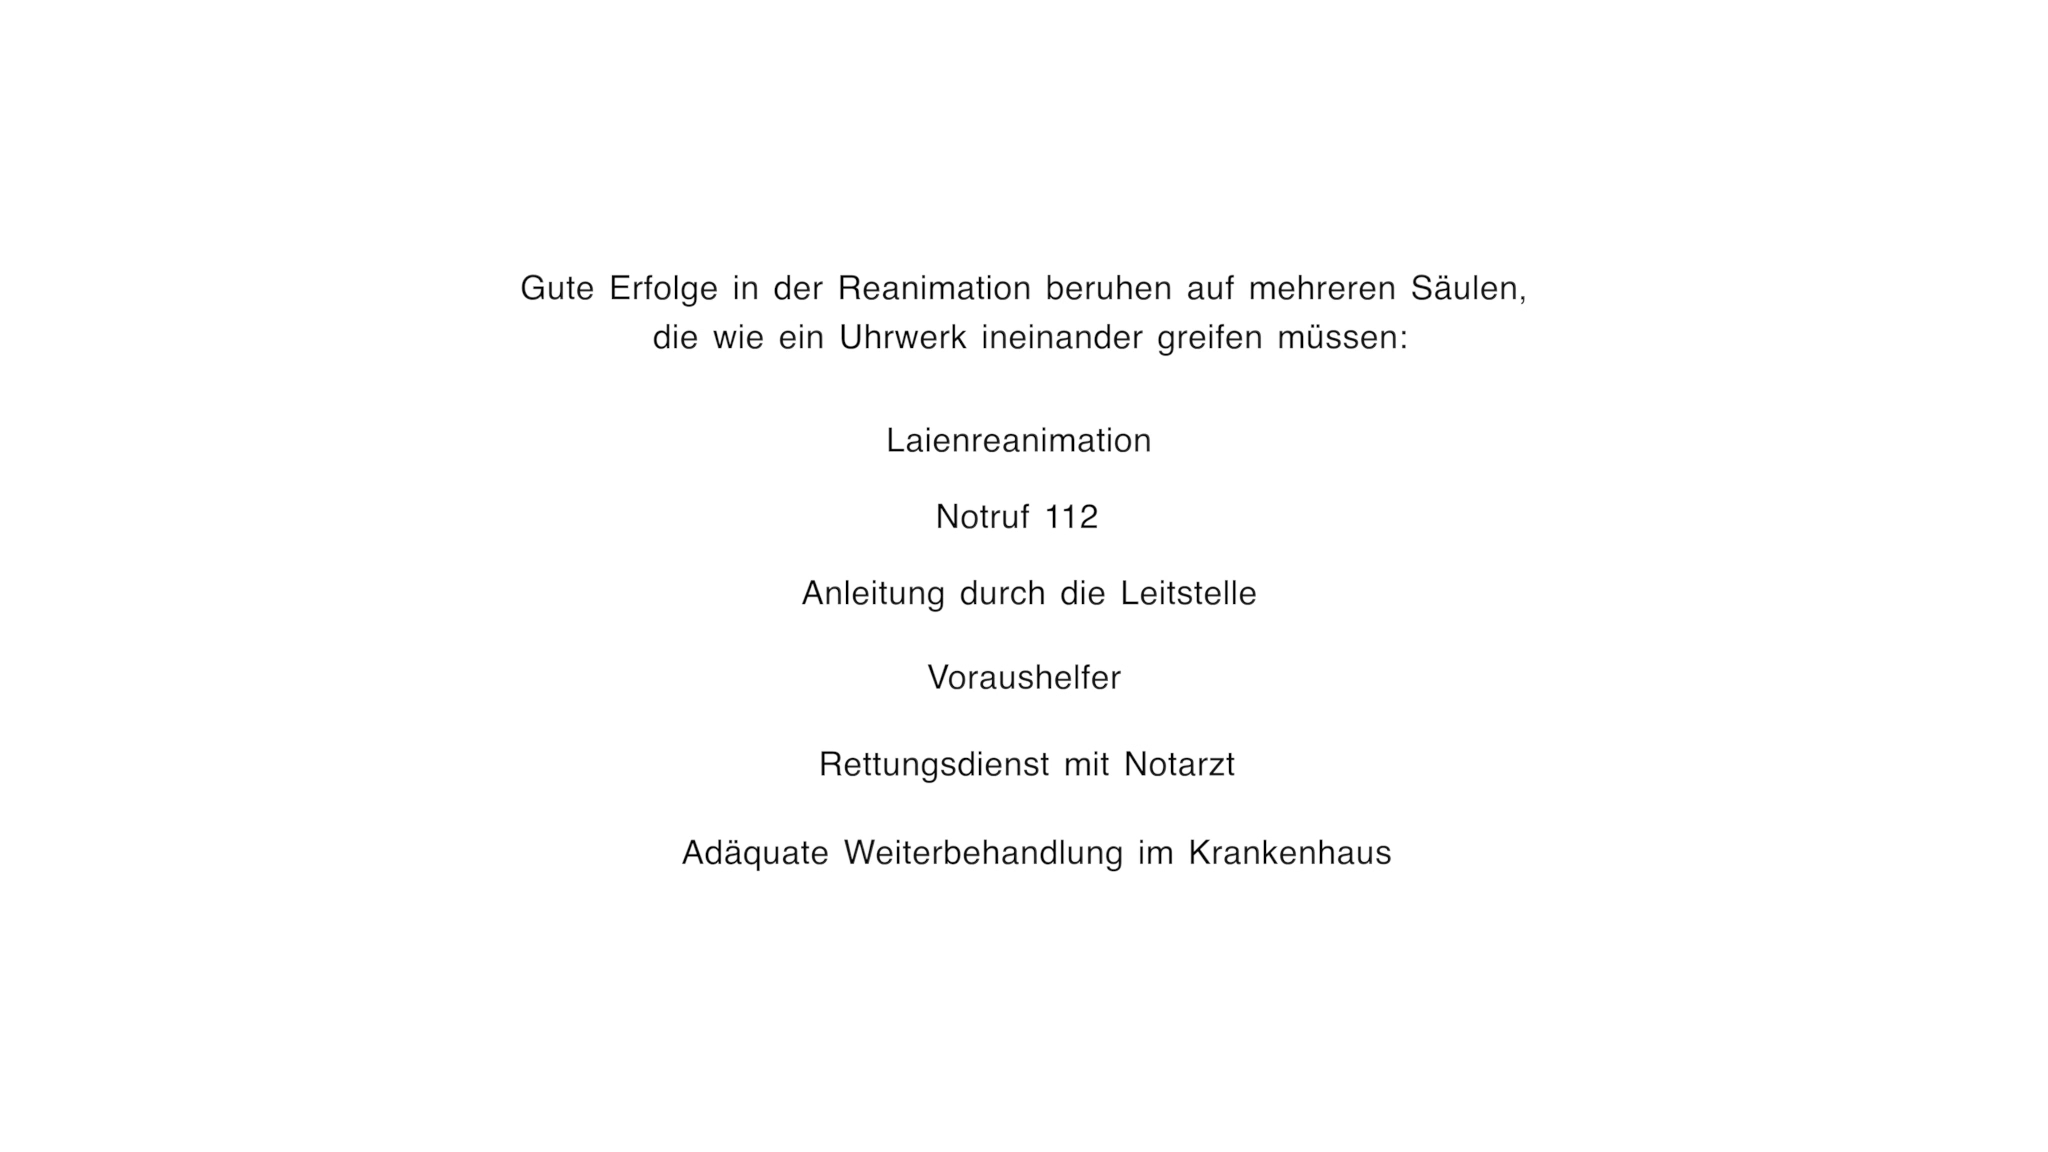 Gute Erfolge in der Reanimation beruhen auf mehreren Säulen,
die wie ein Uhrwerk ineinander greifen müssen:
Laienreanimation
Notruf 112
Anleitung durch die Leitstelle
Voraushelfer
Rettungsdienst mit Notarzt
Adäquate Weiterbehandlung im Krankenhaus